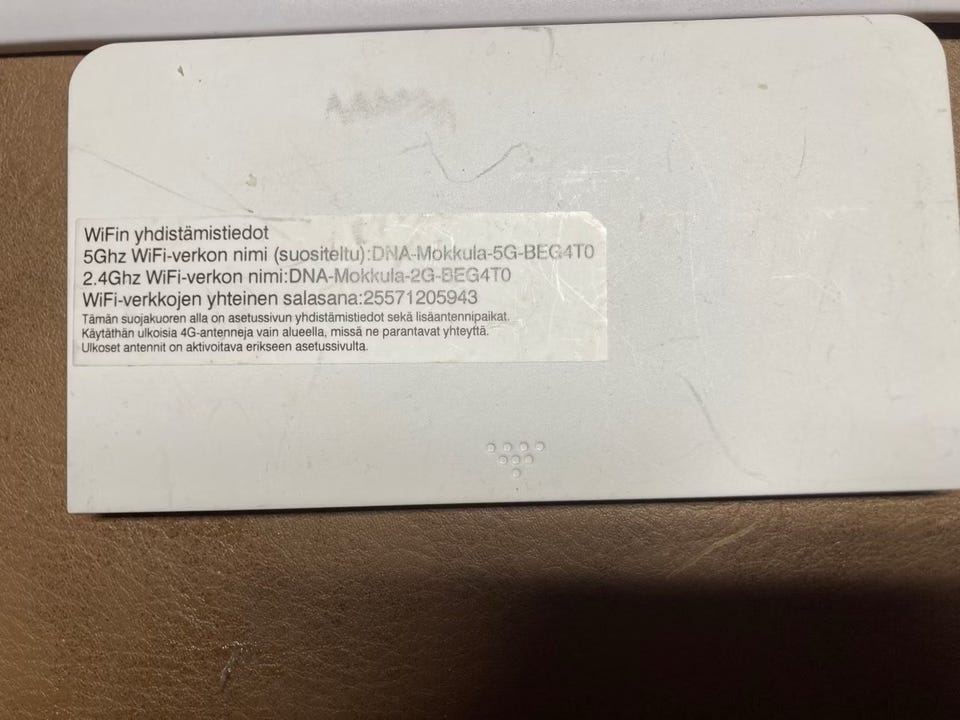 WiFin yhdistämistiedot
5Ghz WiFi-verkon nimi (suositeltu):DNA-Mokkula-5G-BEG4T0
2.4Ghz WiFi-verkon nimi:DNA-Mokkula-2G-BEG4T0
WiFi-verkkojen yhteinen salasana:25571205943
Tämän suojakuoren alla on asetussivun yhdistämistiedot sekä lisäantennipaikat.
Käytäthän ulkoisia 4G-antenneja vain alueella, missä ne parantavat yhteyttä.
Ulkoset antennit on aktivoitava erikseen asetussivulta.